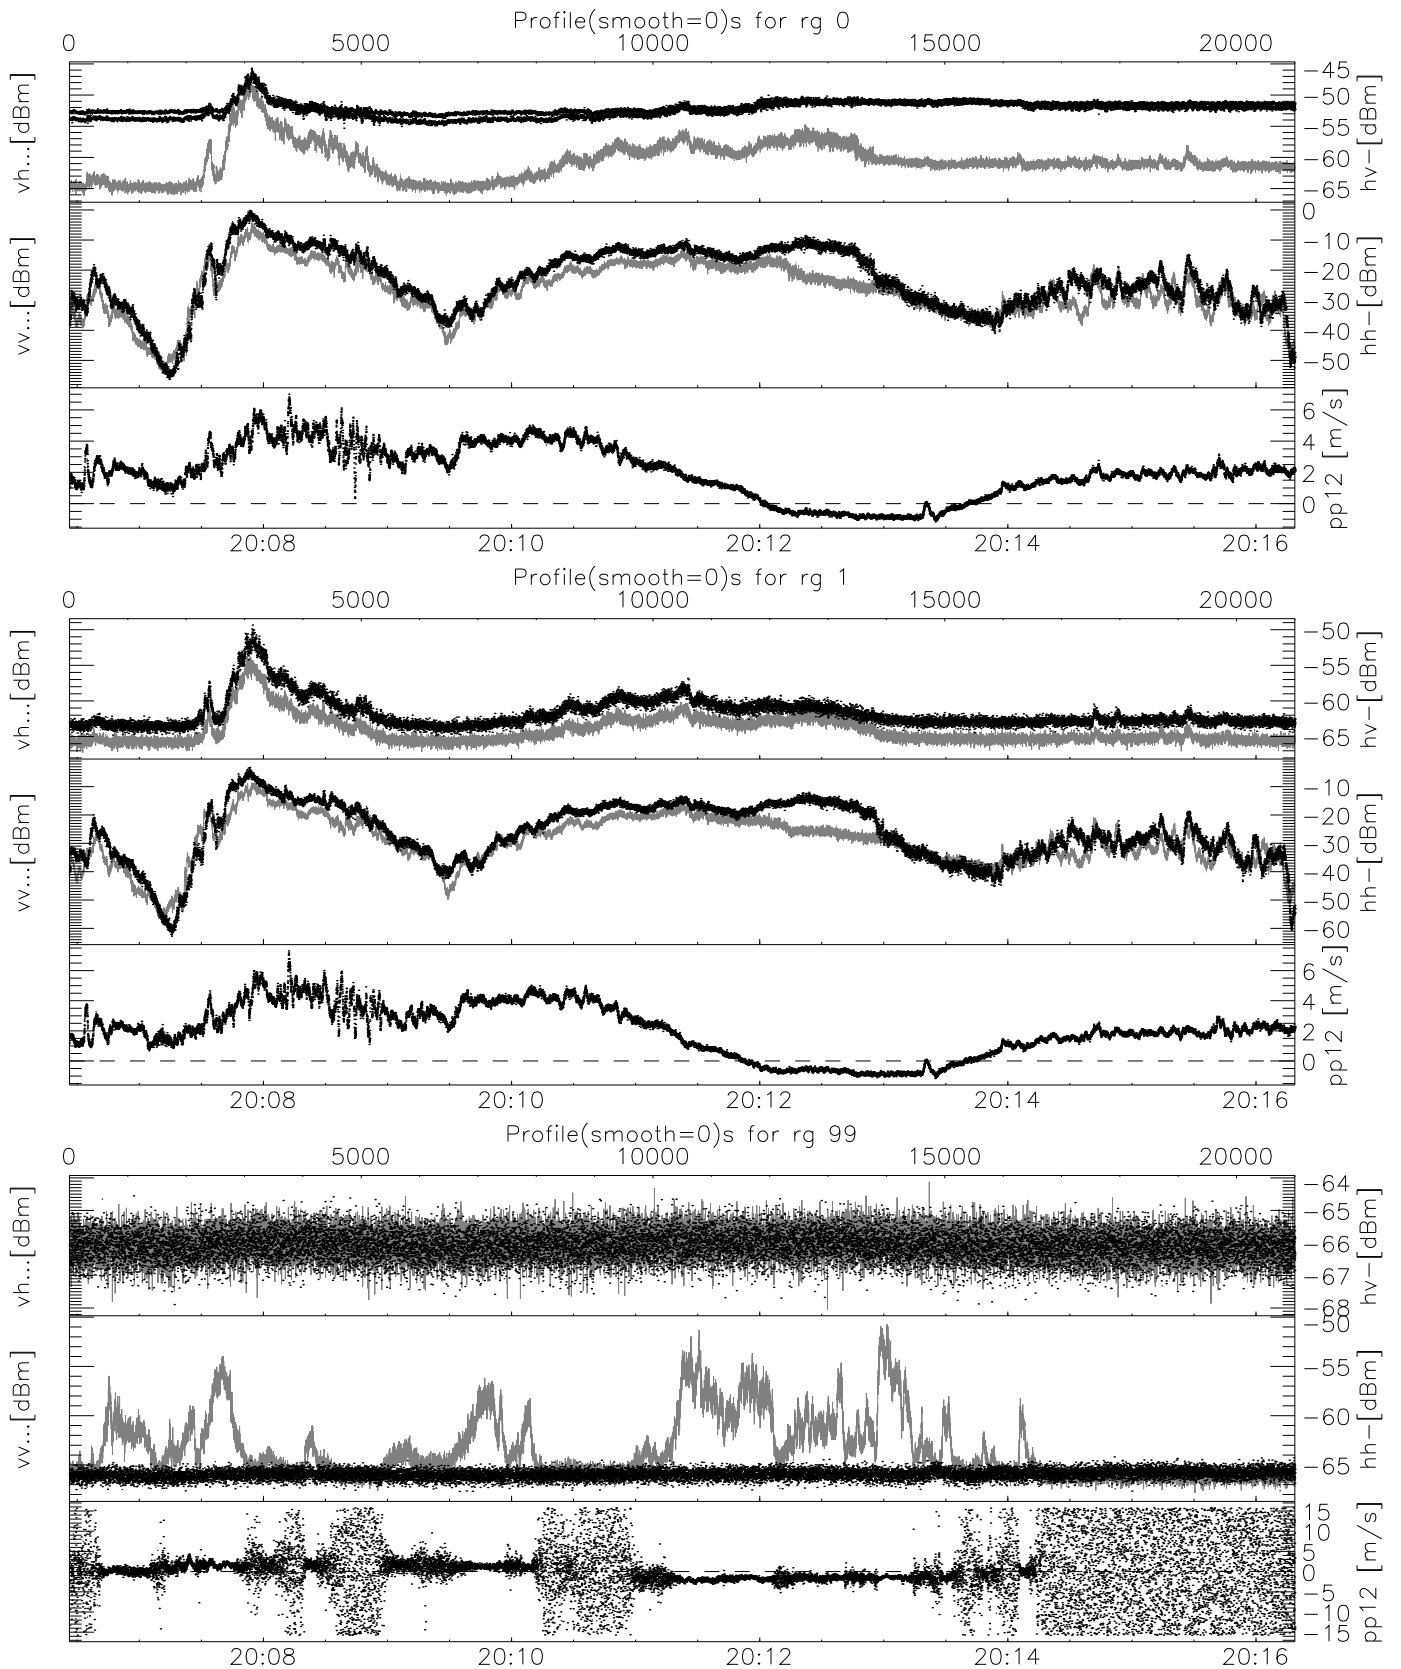 Profile(smooth=0)s for rg 0
0 5000 10000 15000 20000
vh...[dBm]
-45
-50
-55
-60
-65
hv-[dBm]
vv...[dBm]
0
-10
-20
-30
-40
-50
hh-[dBm]
6
4
2
0
pp12 [m/s]
20:08 20:10 20:12 20:14 20:16
Profile(smooth=0)s for rg 1
0 5000 10000 15000 20000
vh...[dBm]
-50
-55
-60
-65
hv-[dBm]
vv...[dBm]
-10
-20
-30
-40
-50
-60
hh-[dBm]
6
4
2
0
pp12 [m/s]
20:08 20:10 20:12 20:14 20:16
Profile(smooth=0)s for rg 99
0 5000 10000 15000 20000
vh...[dBm]
-64
-65
-66
-67
-68
hv-[dBm]
vv...[dBm]
-50
-55
-60
-65
hh-[dBm]
15
10
5
0
-5
-10
-15
pp12 [m/s]
20:08 20:10 20:12 20:14 20:16